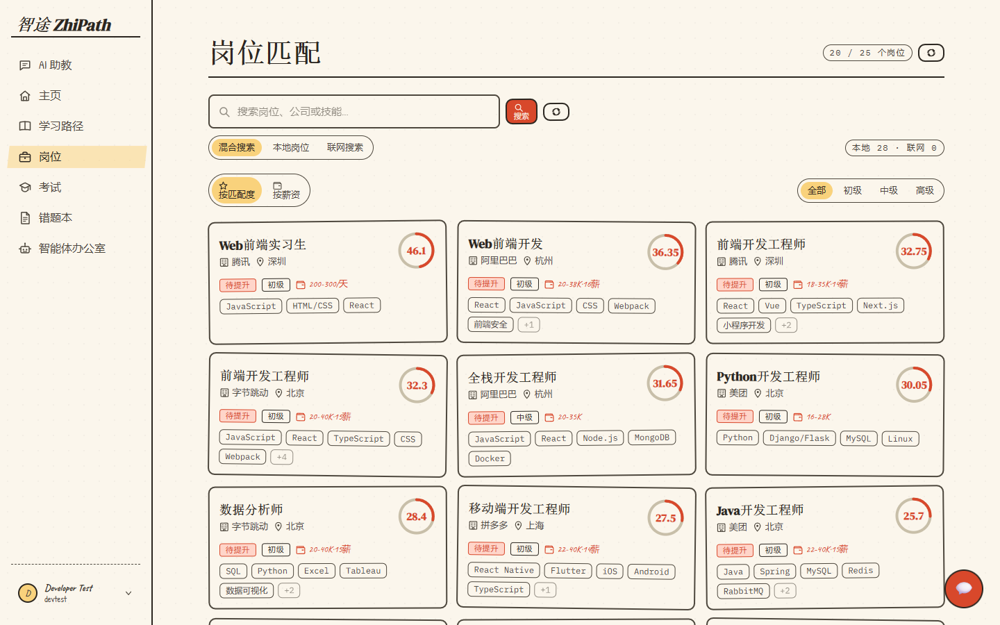 智途 ZhiPath
AI 助教
主页
学习路径
岗位
考试
错题本
智能体办公室
D
Developer Test
devtest
岗位匹配
20 / 25 个岗位
搜索岗位、公司或技能...
搜索
混合搜索 本地岗位 联网搜索
本地 28 · 联网 0
按匹配度 按薪资
全部 初级 中级 高级
Web前端实习生
46.1
腾讯 深圳
待提升 初级 200-300/天
JavaScript HTML/CSS React
Web前端开发
36.35
阿里巴巴 杭州
待提升 初级 20-38K·16薪
React JavaScript CSS Webpack
前端安全 +1
前端开发工程师
32.75
腾讯 深圳
待提升 初级 18-35K·14薪
React Vue TypeScript Next.js
小程序开发 +2
前端开发工程师
32.3
字节跳动 北京
待提升 初级 20-40K·15薪
JavaScript React TypeScript CSS
Webpack +4
全栈开发工程师
31.65
阿里巴巴 杭州
待提升 中级 20-35K
JavaScript React Node.js MongoDB
Docker
Python开发工程师
30.05
美团 北京
待提升 初级 16-28K
Python Django/Flask MySQL Linux
数据分析师
28.4
字节跳动 北京
待提升 初级 20-40K·15薪
SQL Python Excel Tableau
数据可视化 +2
移动端开发工程师
27.5
拼多多 上海
待提升 初级 22-40K·16薪
React Native Flutter iOS Android
TypeScript +1
Java开发工程师
25.7
美团 北京
待提升 初级 22-40K·15薪
Java Spring MySQL Redis
RabbitMQ +2